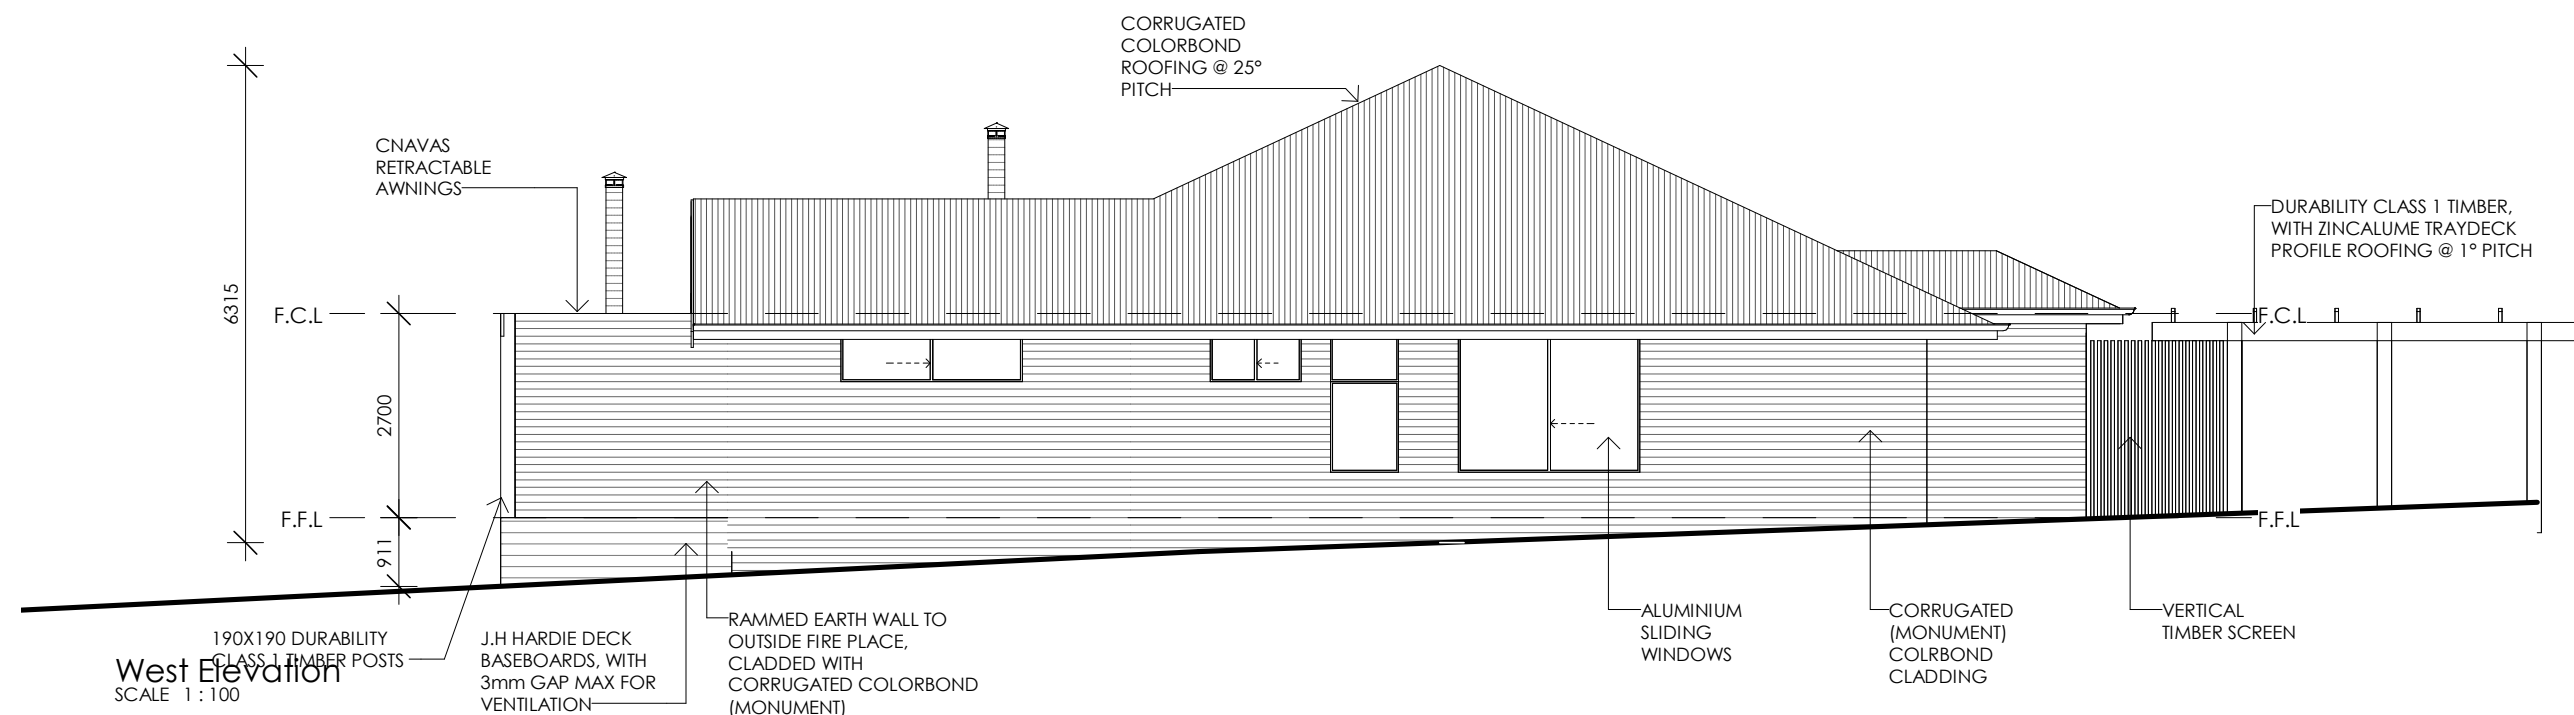 CORRUGATED
COLORBOND
ROOFING @ 25°
PITCH
CNAVAS
RETRACTABLE
AWNINGS
DURABILITY CLASS 1 TIMBER,
WITH ZINCALUME TRAYDECK
PROFILE ROOFING @ 1° PITCH
6315
F.C.L
F.C.L
2700
F.F.L
F.F.L
911
190X190 DURABILITY
CLASS 1 TIMBER POSTS
J.H HARDIE DECK
BASEBOARDS, WITH
3mm GAP MAX FOR
VENTILATION
RAMMED EARTH WALL TO
OUTSIDE FIRE PLACE,
CLADDED WITH
CORRUGATED COLORBOND
(MONUMENT)
ALUMINIUM
SLIDING
WINDOWS
CORRUGATED
(MONUMENT)
COLRBOND
CLADDING
VERTICAL
TIMBER SCREEN
West Elevation
SCALE 1 : 100